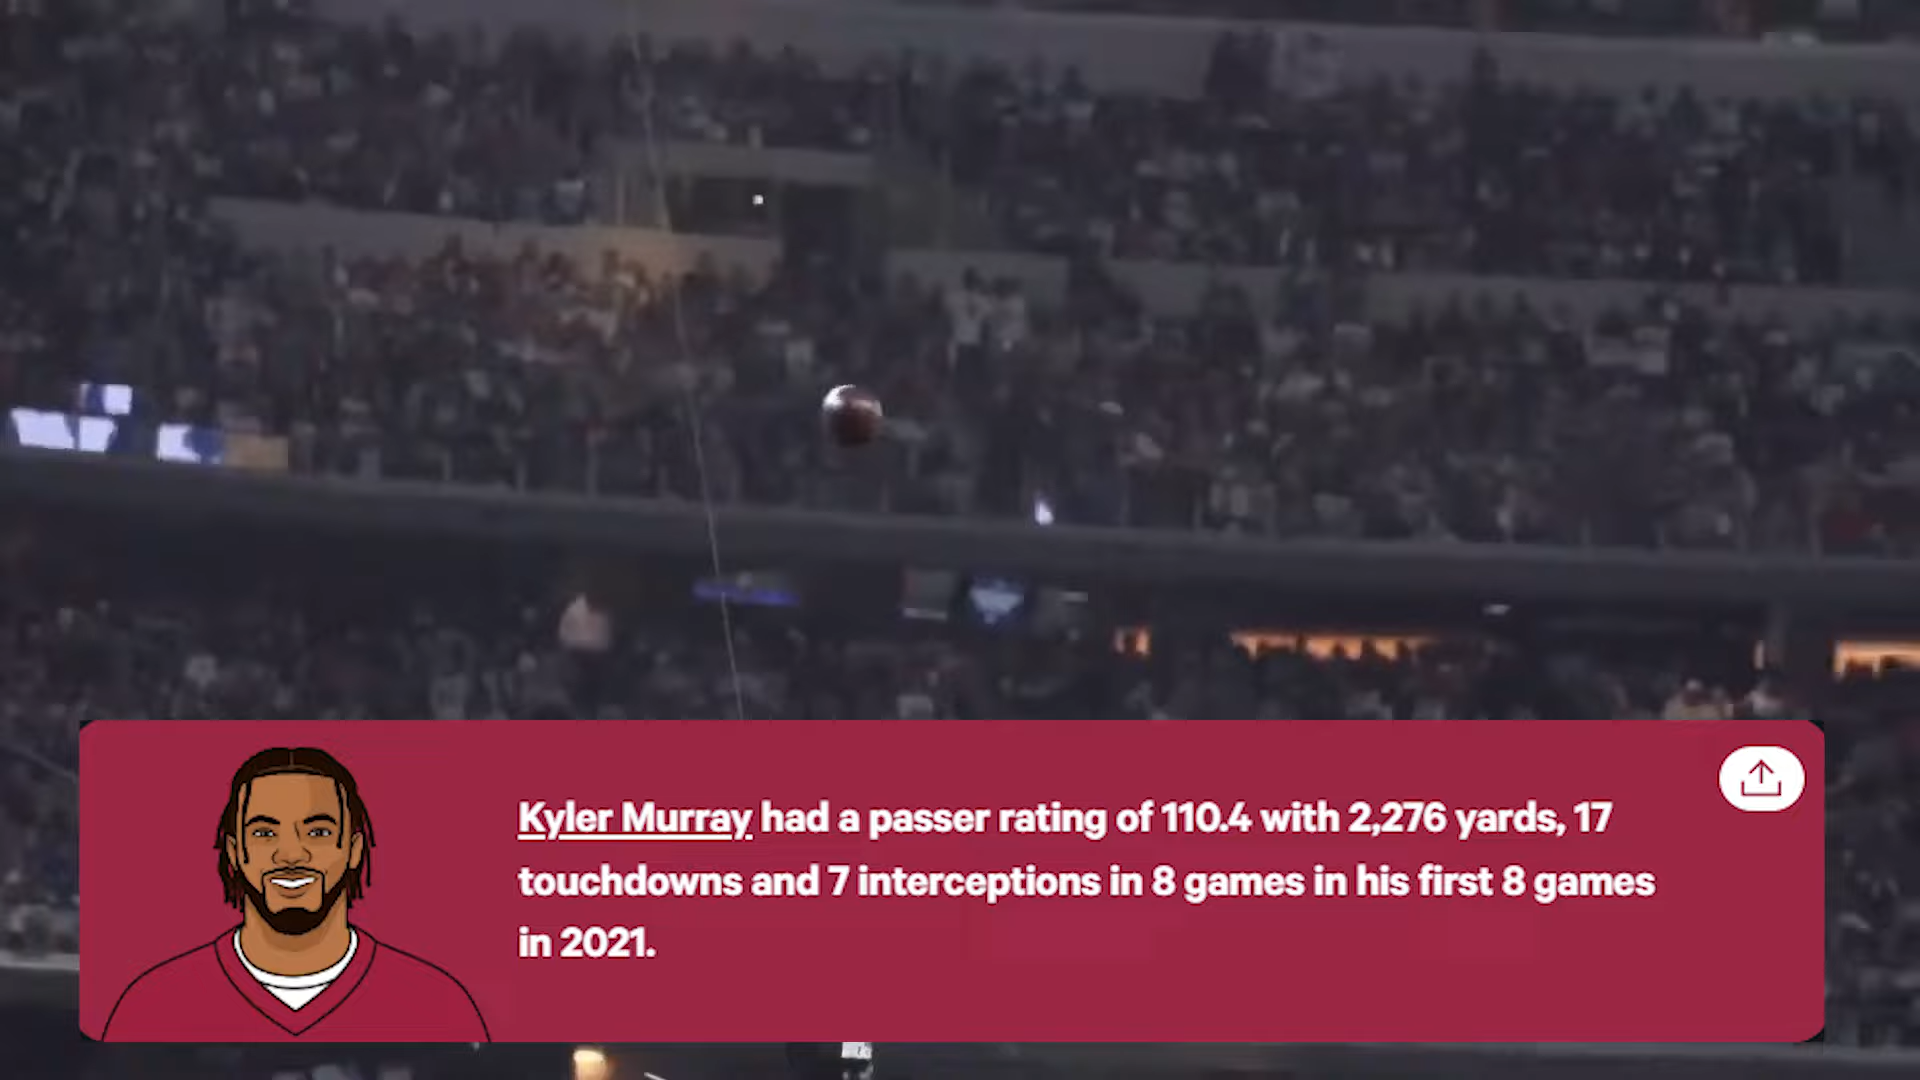 Kyler Murray had a passer rating of 110.4 with 2,276 yards, 17
touchdowns and 7 interceptions in 8 games in his first 8 games
in 2021.